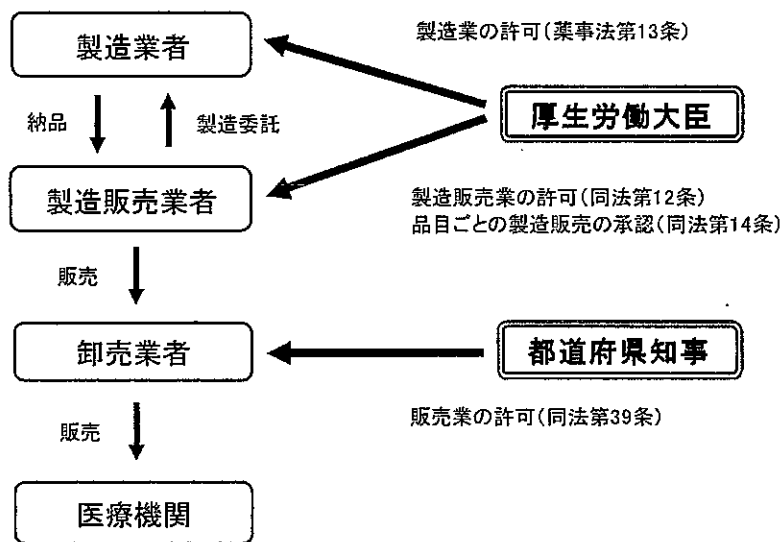 製造業者
製造業の許可(薬事法第13条)
納品
製造委託
厚生労働大臣
製造販売業者
製造販売業の許可(同法第12条)
品目ごとの製造販売の承認(同法第14条)
販売
卸売業者
都道府県知事
販売業の許可(同法第39条)
販売
医療機関